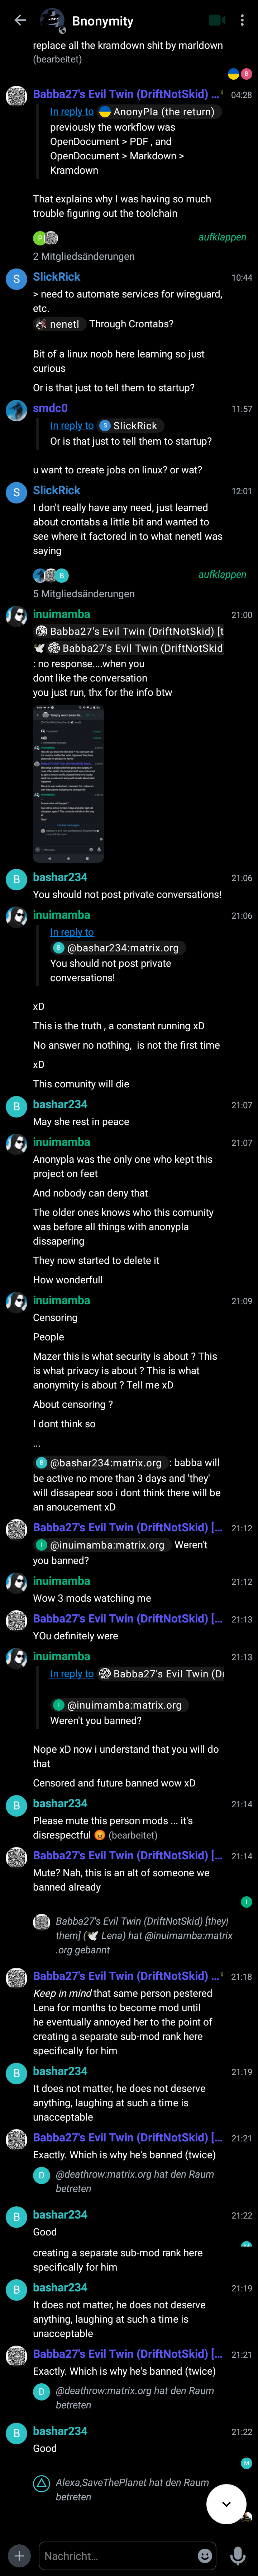 Bnonymity
replace all the kramdown shit by marldown
(bearbeitet)
B
Babba27's Evil Twin (DriftNotSkid) ...
04:28
In reply to AnonyPla (the return)
previously the workflow was
OpenDocument > PDF , and
OpenDocument > Markdown >
Kramdown
That explains why I was having so much
trouble figuring out the toolchain
P
aufklappen
2 Mitgliedsänderungen
S
SlickRick
10:44
> need to automate services for wireguard,
etc.
nenetl Through Crontabs?
Bit of a linux noob here learning so just
curious
Or is that just to tell them to startup?
smdc0
11:57
In reply to S SlickRick
Or is that just to tell them to startup?
u want to create jobs on linux? or wat?
S
SlickRick
12:01
I don't really have any need, just learned
about crontabs a little bit and wanted to
see where it factored in to what nenetl was
saying
B
aufklappen
5 Mitgliedsänderungen
inuimamba
21:00
Babba27's Evil Twin (DriftNotSkid) [t
🕊 Babba27's Evil Twin (DriftNotSkid
: no response....when you
dont like the conversation
you just run, thx for the info btw
B
bashar234
21:06
You should not post private conversations!
inuimamba
21:06
In reply to
B @bashar234:matrix.org
You should not post private
conversations!
xD
This is the truth , a constant running xD
No answer no nothing,  is not the first time
xD
This community will die
B
bashar234
21:07
May she rest in peace
inuimamba
21:07
Anonypla was the only one who kept this
project on feet
And nobody can deny that
The older ones knows who this comunity
was before all things with anonypla
dissapering
They now started to delete it
How wonderfull
inuimamba
21:09
Censoring
People
Mazer this is what security is about ? This
is what privacy is about ? This is what
anonymity is about ? Tell me xD
About censoring ?
I dont think so
...
B @bashar234:matrix.org : babba will
be active no more than 3 days and 'they'
will dissapear soo i dont think there will be
an anoucement xD
Babba27's Evil Twin (DriftNotSkid) [...
21:12
I @inuimamba:matrix.org Weren't
you banned?
inuimamba
21:12
Wow 3 mods watching me
Babba27's Evil Twin (DriftNotSkid) [...
21:13
YOu definitely were
inuimamba
21:13
In reply to Babba27's Evil Twin (Dri
I @inuimamba:matrix.org
Weren't you banned?
Nope xD now i understand that you will do
that
Censored and future banned wow xD
B
bashar234
21:14
Please mute this person mods ... it's
disrespectful 😡 (bearbeitet)
Babba27's Evil Twin (DriftNotSkid) [...
21:14
Mute? Nah, this is an alt of someone we
banned already
I
Babba27's Evil Twin (DriftNotSkid) [they|
them] (🕊 Lena) hat @inuimamba:matrix
.org gebannt
Babba27's Evil Twin (DriftNotSkid) ...
21:18
Keep in mind that same person pestered
Lena for months to become mod until
he eventually annoyed her to the point of
creating a separate sub-mod rank here
specifically for him
B
bashar234
21:19
It does not matter, he does not deserve
anything, laughing at such a time is
unacceptable
Babba27's Evil Twin (DriftNotSkid) [...
21:21
Exactly. Which is why he's banned (twice)
D
@deathrow:matrix.org hat den Raum
betreten
B
bashar234
21:22
Good
creating a separate sub-mod rank here
specifically for him
B
bashar234
21:19
It does not matter, he does not deserve
anything, laughing at such a time is
unacceptable
Babba27's Evil Twin (DriftNotSkid) [...
21:21
Exactly. Which is why he's banned (twice)
D
@deathrow:matrix.org hat den Raum
betreten
B
bashar234
21:22
Good
M
Alexa,SaveThePlanet hat den Raum
betreten
Nachricht...